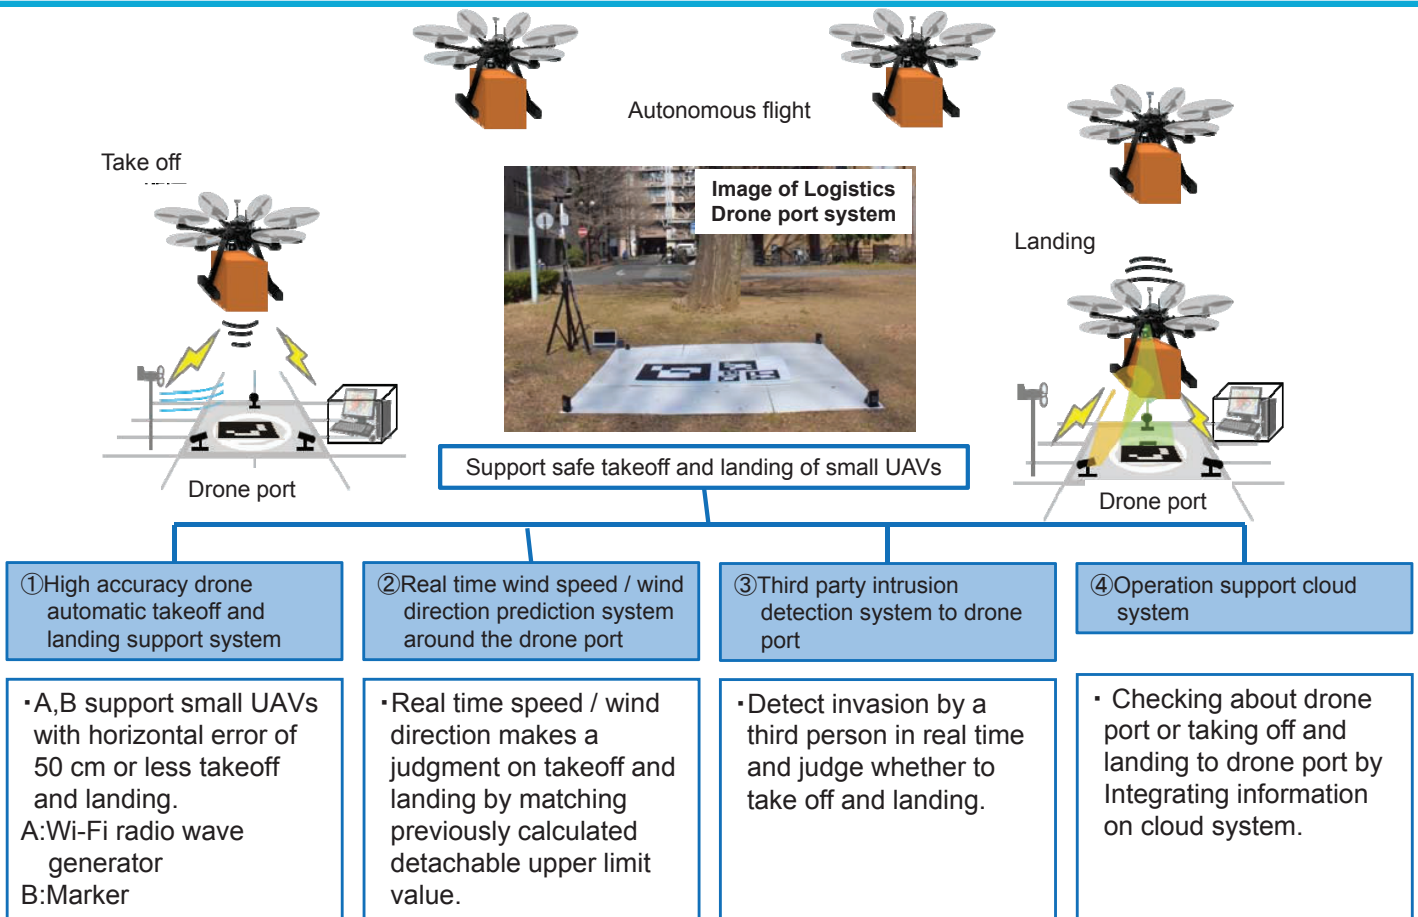 Autonomous flight
Take off
Image of Logistics
Drone port system
Landing
Drone port
Support safe takeoff and landing of small UAVs
Drone port
①High accuracy drone
automatic takeoff and
landing support system
②Real time wind speed / wind
direction prediction system
around the drone port
③Third party intrusion
detection system to drone
port
④Operation support cloud
system
・A,B support small UAVs
with horizontal error of
50 cm or less takeoff
and landing.
A:Wi-Fi radio wave
generator
B:Marker
・Real time speed / wind
direction makes a
judgment on takeoff and
landing by matching
previously calculated
detachable upper limit
value.
・Detect invasion by a
third person in real time
and judge whether to
take off and landing.
・ Checking about drone
port or taking off and
landing to drone port by
Integrating information
on cloud system.